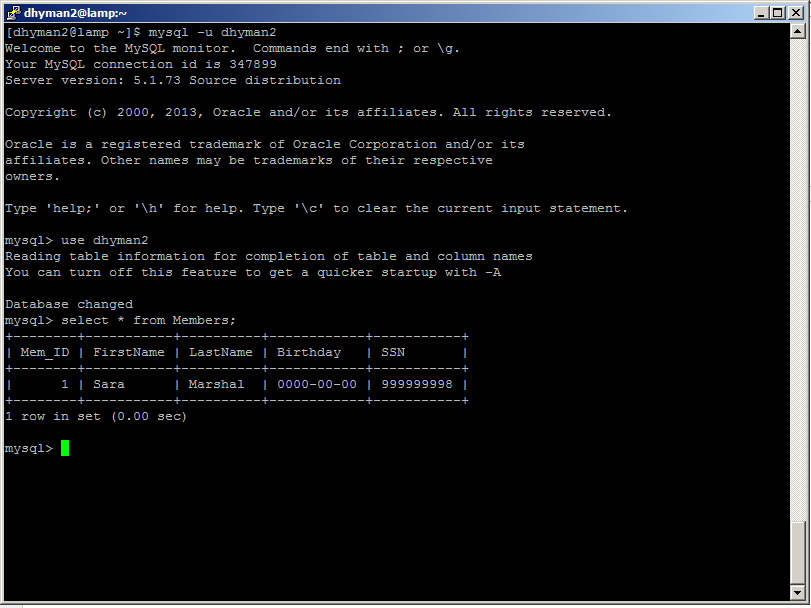 dhyman2@lamp:~
[dhyman2@lamp ~]$ mysql -u dhyman2
Welcome to the MySQL monitor.  Commands end with ; or \g.
Your MySQL connection id is 347899
Server version: 5.1.73 Source distribution
Copyright (c) 2000, 2013, Oracle and/or its affiliates. All rights reserved.
Oracle is a registered trademark of Oracle Corporation and/or its
affiliates. Other names may be trademarks of their respective
owners.
Type 'help;' or '\h' for help. Type '\c' to clear the current input statement.
mysql> use dhyman2
Reading table information for completion of table and column names
You can turn off this feature to get a quicker startup with -A
Database changed
mysql> select * from Members;
+--------+-----------+----------+------------+-----------+
| Mem_ID | FirstName | LastName | Birthday   | SSN       |
+--------+-----------+----------+------------+-----------+
|      1 | Sara      | Marshal  | 0000-00-00 | 999999998 |
+--------+-----------+----------+------------+-----------+
1 row in set (0.00 sec)
mysql>